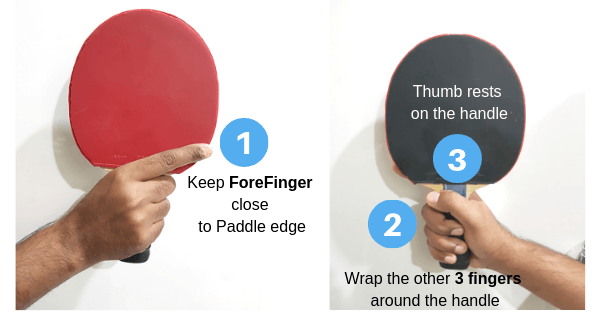 1
Keep ForeFinger
close
to Paddle edge
Thumb rests
on the handle
3
2
Wrap the other 3 fingers
around the handle